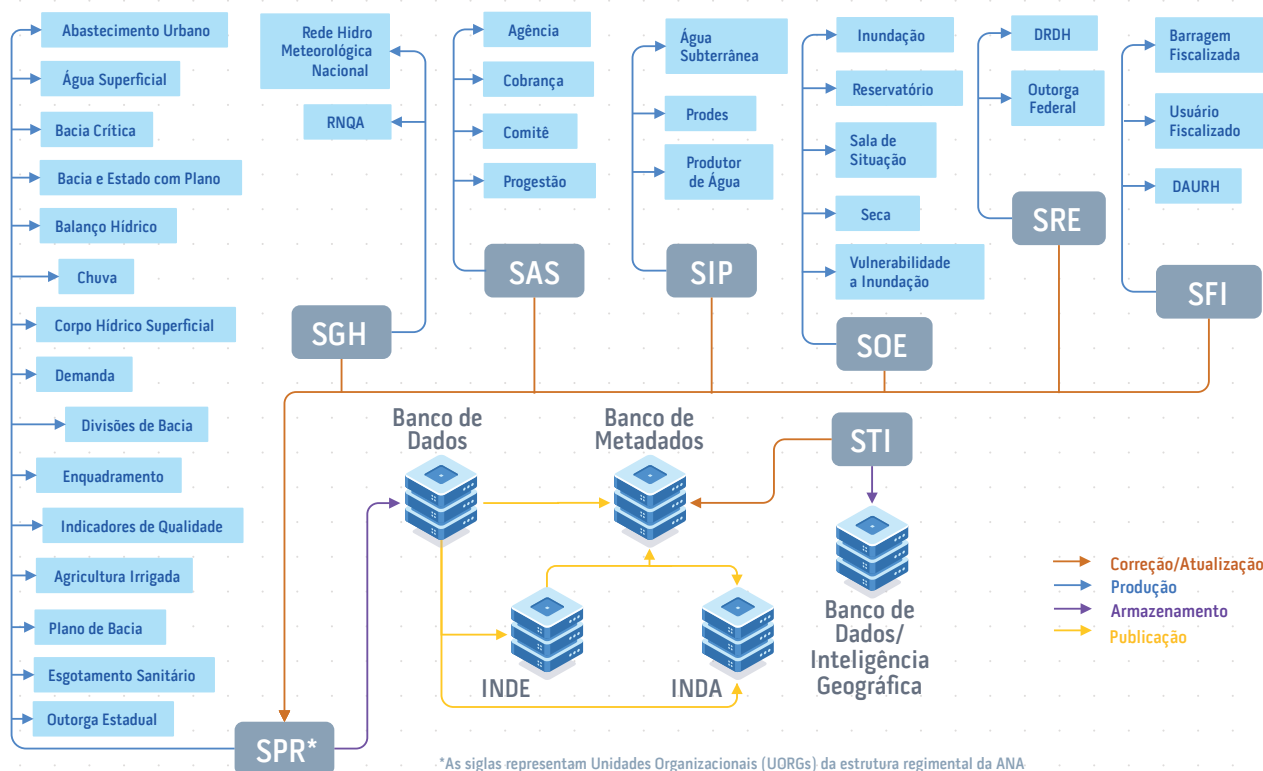 Abastecimento Urbano
Água Superficial
Bacia Crítica
Bacia e Estado com Plano
Balanço Hídrico
Chuva
Corpo Hídrico Superficial
Demanda
Divisões de Bacia
Enquadramento
Indicadores de Qualidade
Agricultura Irrigada
Plano de Bacia
Esgotamento Sanitário
Outorga Estadual
SPR*
Rede Hidro
Meteorológica
Nacional
RNQA
SGH
Agência
Cobrança
Comitê
Progestão
SAS
Água
Subterrânea
Prodes
Produtor
de Água
SIP
Inundação
Reservatório
Sala de
Situação
Seca
Vulnerabilidade
a Inundação
SOE
DRDH
Outorga
Federal
SRE
Barragem
Fiscalizada
Usuário
Fiscalizado
DAURH
SFI
Banco de
Dados
Banco de
Metadados
STI
INDE
INDA
Banco de
Dados/
Inteligência
Geográfica
Correção/Atualização
Produção
Armazenamento
Publicação
*As siglas representam Unidades Organizacionais (UORGs) da estrutura regimental da ANA